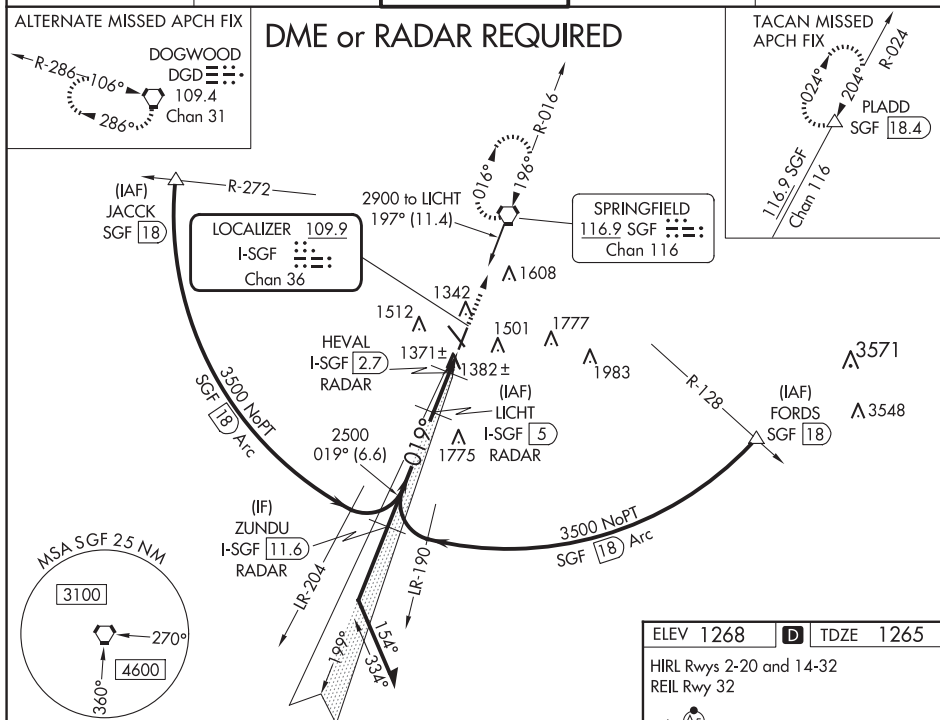 ALTERNATE MISSED APCH FIX
DOGWOOD
DGD
109.4
Chan 31
R-286
106°
286°
DME or RADAR REQUIRED
TACAN MISSED
APCH FIX
R-024
024°
204°
PLADD
SGF 18.4
116.9 SGF
Chan 116
R-016
016°
196°
2900 to LICHT
197° (11.4)
(IAF)
JACCK
SGF 18
R-272
LOCALIZER 109.9
I-SGF
Chan 36
SPRINGFIELD
116.9 SGF
Chan 116
1608
1342
1512
1501
1777
1983
3571
3548
HEVAL
I-SGF 2.7
RADAR
1371±
1382±
(IAF)
LICHT
I-SGF 5
RADAR
1775
R-128
(IAF)
FORDS
SGF 18
3500 NoPT
SGF 18 Arc
2500
019° (6.6)
019°
(IF)
ZUNDU
I-SGF 11.6
RADAR
3500 NoPT
SGF 18 Arc
LR-204
LR-190
199°
154°
334°
MSA SGF 25 NM
3100
270°
4600
360°
ELEV 1268 D TDZE 1265
HIRL Rwys 2-20 and 14-32
REIL Rwy 32